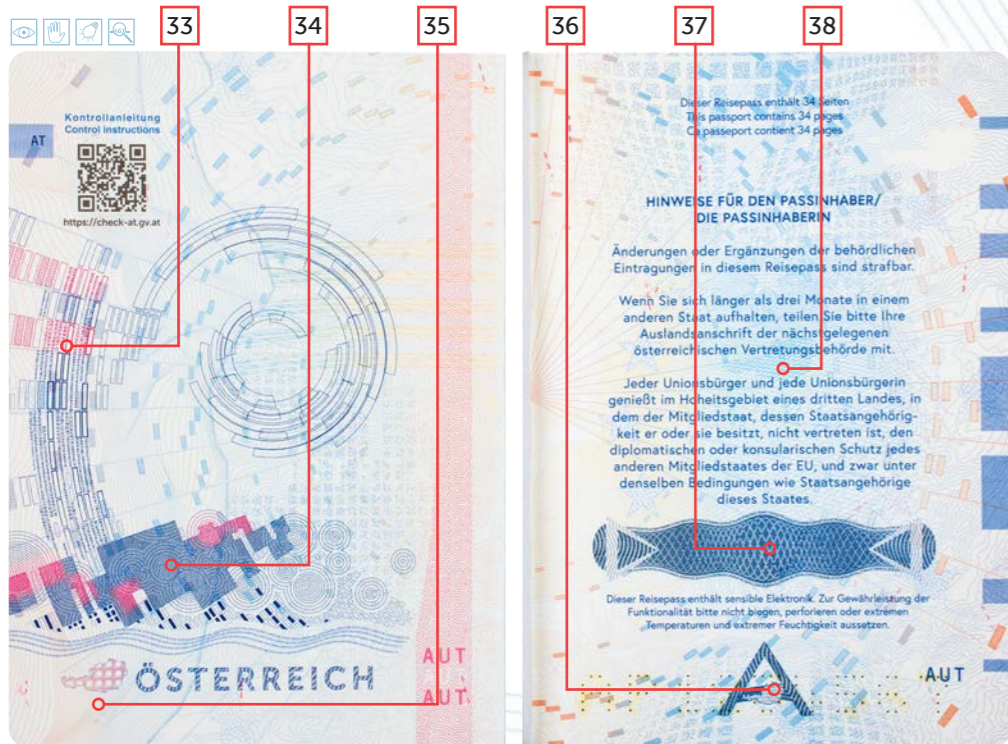 33
34
35
36
37
38
Kontrollanleitung
Control instructions
AT
https://check-at.gv.at
ÖSTERREICH
AUT
AUT
Dieser Reisepass enthält 34 Seiten
This passport contains 34 pages
Ce passeport contient 34 pages
HINWEISE FÜR DEN PASSINHABER/
DIE PASSINHABERIN
Änderungen oder Ergänzungen der behördlichen
Eintragungen in diesem Reisepass sind strafbar.
Wenn Sie sich länger als drei Monate in einem
anderen Staat aufhalten, teilen Sie bitte Ihre
Auslandsanschrift der nächstgelegenen
österreichischen Vertretungsbehörde mit.
Jeder Unionsbürger und jede Unionsbürgerin
genießt im Hoheitsgebiet eines dritten Landes, in
dem der Mitgliedstaat, dessen Staatsangehörig-
keit er oder sie besitzt, nicht vertreten ist, den
diplomatischen oder konsularischen Schutz jedes
anderen Mitgliedstaates der EU, und zwar unter
denselben Bedingungen wie Staatsangehörige
dieses Staates.
Dieser Reisepass enthält sensible Elektronik. Zur Gewährleistung der
Funktionalität bitte nicht biegen, perforieren oder extremen
Temperaturen und extremer Feuchtigkeit aussetzen.
A
AUT